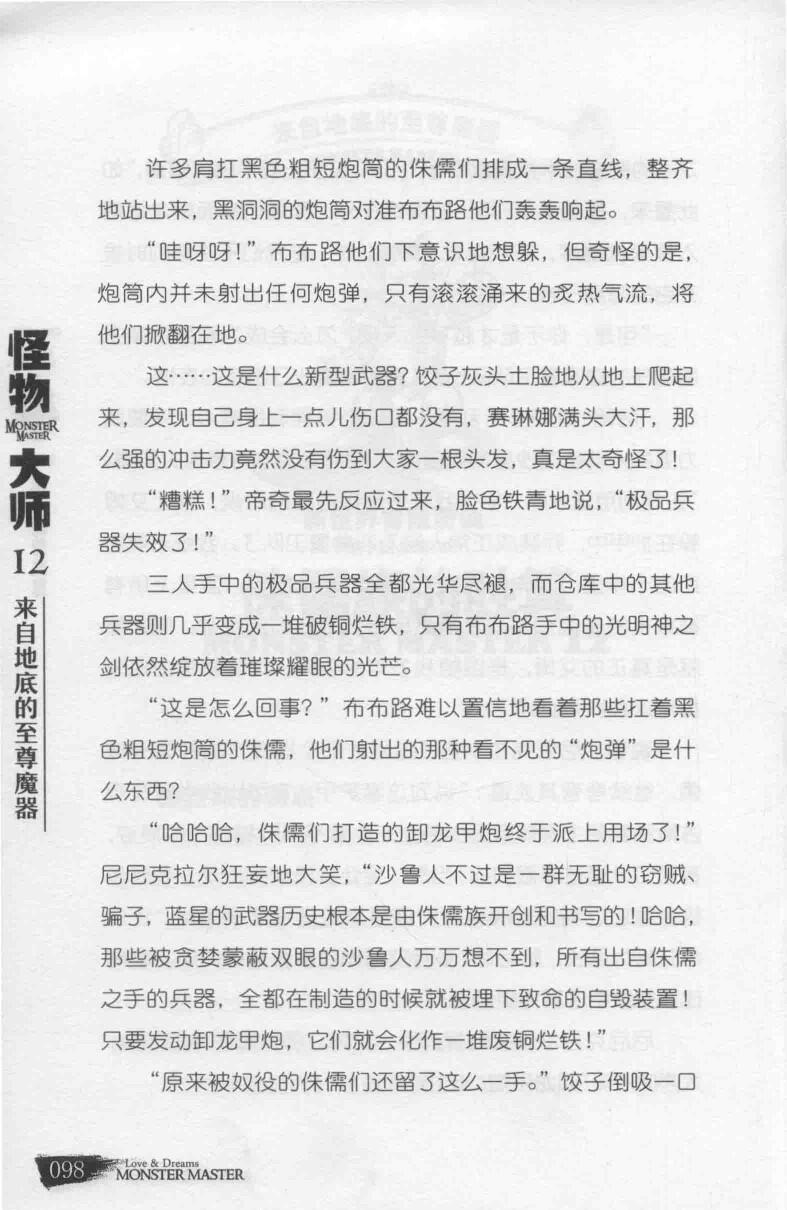 许多肩扛黑色粗短炮筒的侏儒们排成一条直线，整齐
地站出来，黑洞洞的炮筒对准布布路他们轰轰响起。
“哇呀呀！”布布路他们下意识地想躲，但奇怪的是，
炮筒内并未射出任何炮弹，只有滚滚涌来的炙热气流，将
他们掀翻在地。
这……这是什么新型武器？饺子灰头土脸地从地上爬起
来，发现自己身上一点儿伤口都没有，赛琳娜满头大汗，那
么强的冲击力竟然没有伤到大家一根头发，真是太奇怪了！
“糟糕！”帝奇最先反应过来，脸色铁青地说，“极品兵
器失效了！”
三人手中的极品兵器全都光华尽褪，而仓库中的其他
兵器则几乎变成一堆破铜烂铁，只有布布路手中的光明神之
剑依然绽放着璀璨耀眼的光芒。
“这是怎么回事？”布布路难以置信地看着那些扛着黑
色粗短炮筒的侏儒，他们射出的那种看不见的“炮弹”是什
么东西？
“哈哈哈，侏儒们打造的卸龙甲炮终于派上用场了！”
尼尼克拉尔狂妄地大笑，“沙鲁人不过是一群无耻的窃贼、
骗子，蓝星的武器历史根本是由侏儒族开创和书写的！哈哈，
那些被贪婪蒙蔽双眼的沙鲁人万万想不到，所有出自侏儒
之手的兵器，全都在制造的时候就被埋下致命的自毁装置！
只要发动卸龙甲炮，它们就会化作一堆废铜烂铁！”
“原来被奴役的侏儒们还留了这么一手。”饺子倒吸一口
怪物
MONSTER
MASTER
大师
12
来自地底的至尊魔器
098
Love & Dreams
MONSTER MASTER